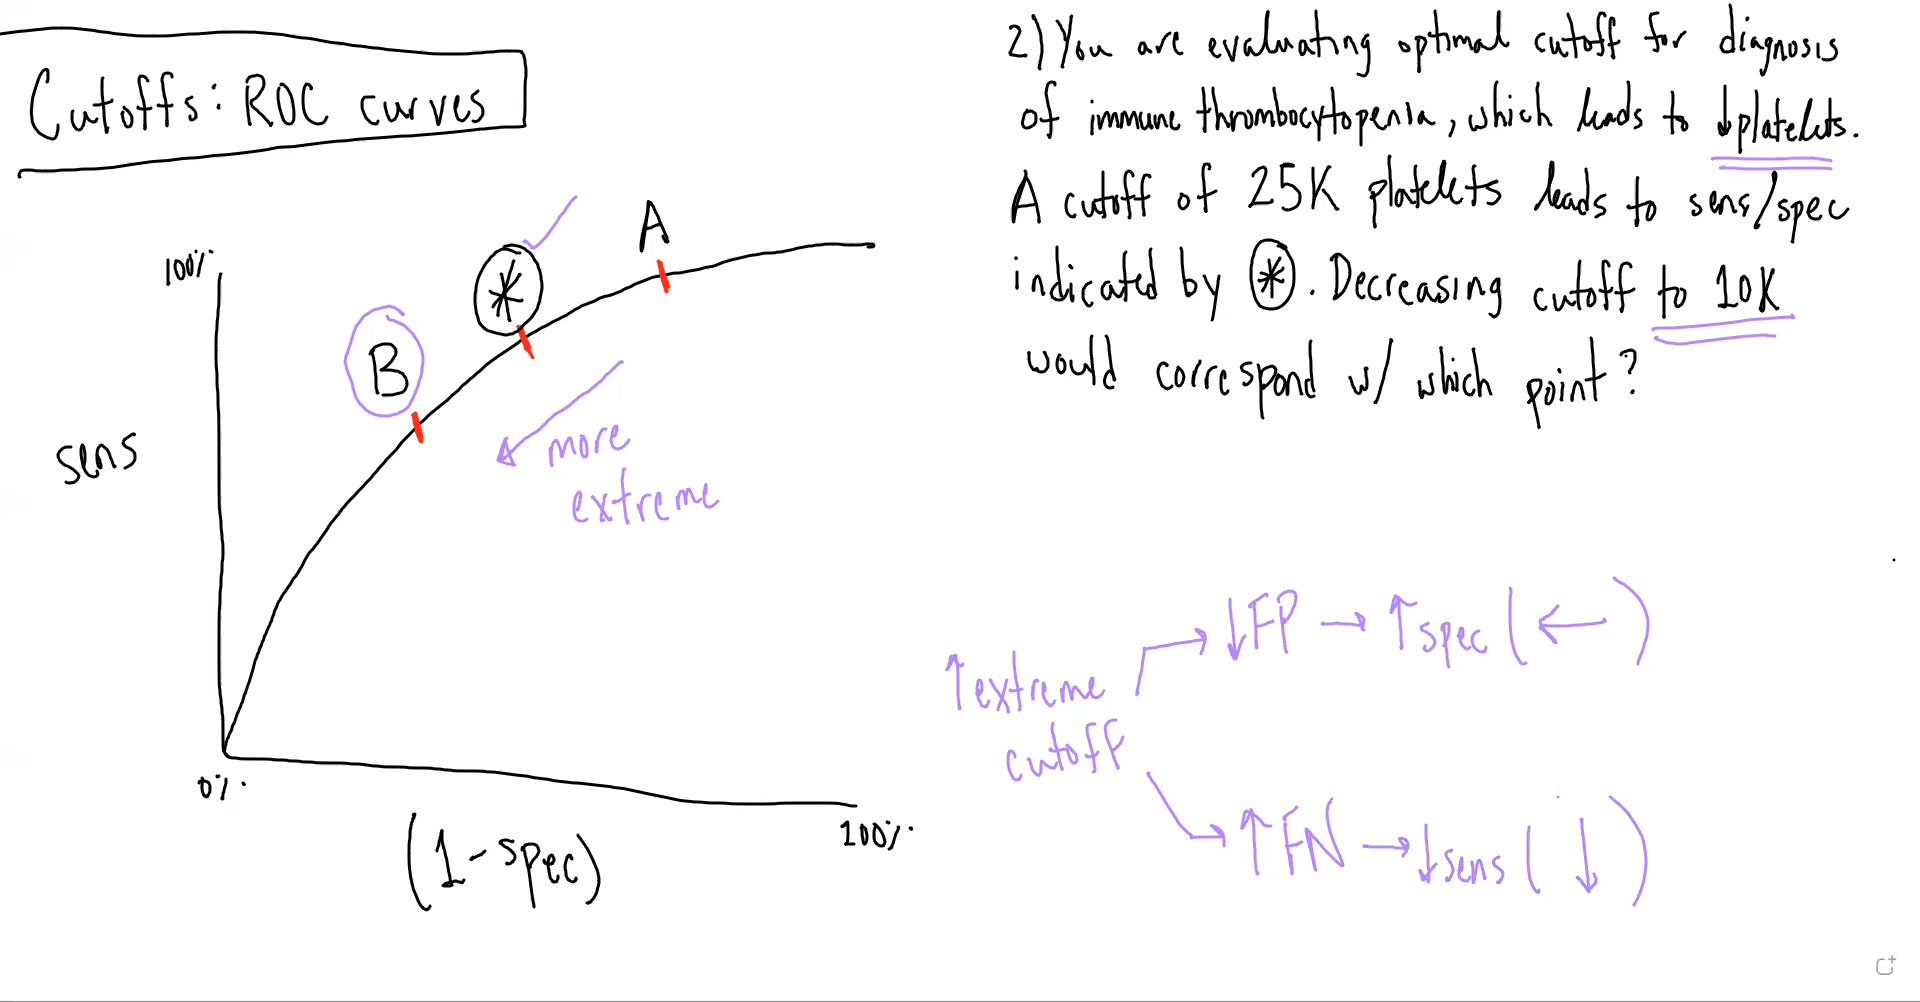 Cutoffs: ROC curves
2) You are evaluating optimal cutoff for diagnosis
of immune thrombocytopenia, which leads to ↓platelets.
A cutoff of 25K platelets leads to sens/spec
indicated by (*). Decreasing cutoff to 10K
would correspond w/ which point?
A
*
B
100%
sens
more
extreme
0%
100%
(1-spec)
↑extreme
cutoff
→ ↓FP → ↑spec (←)
→ ↑FN → ↓sens (↓)